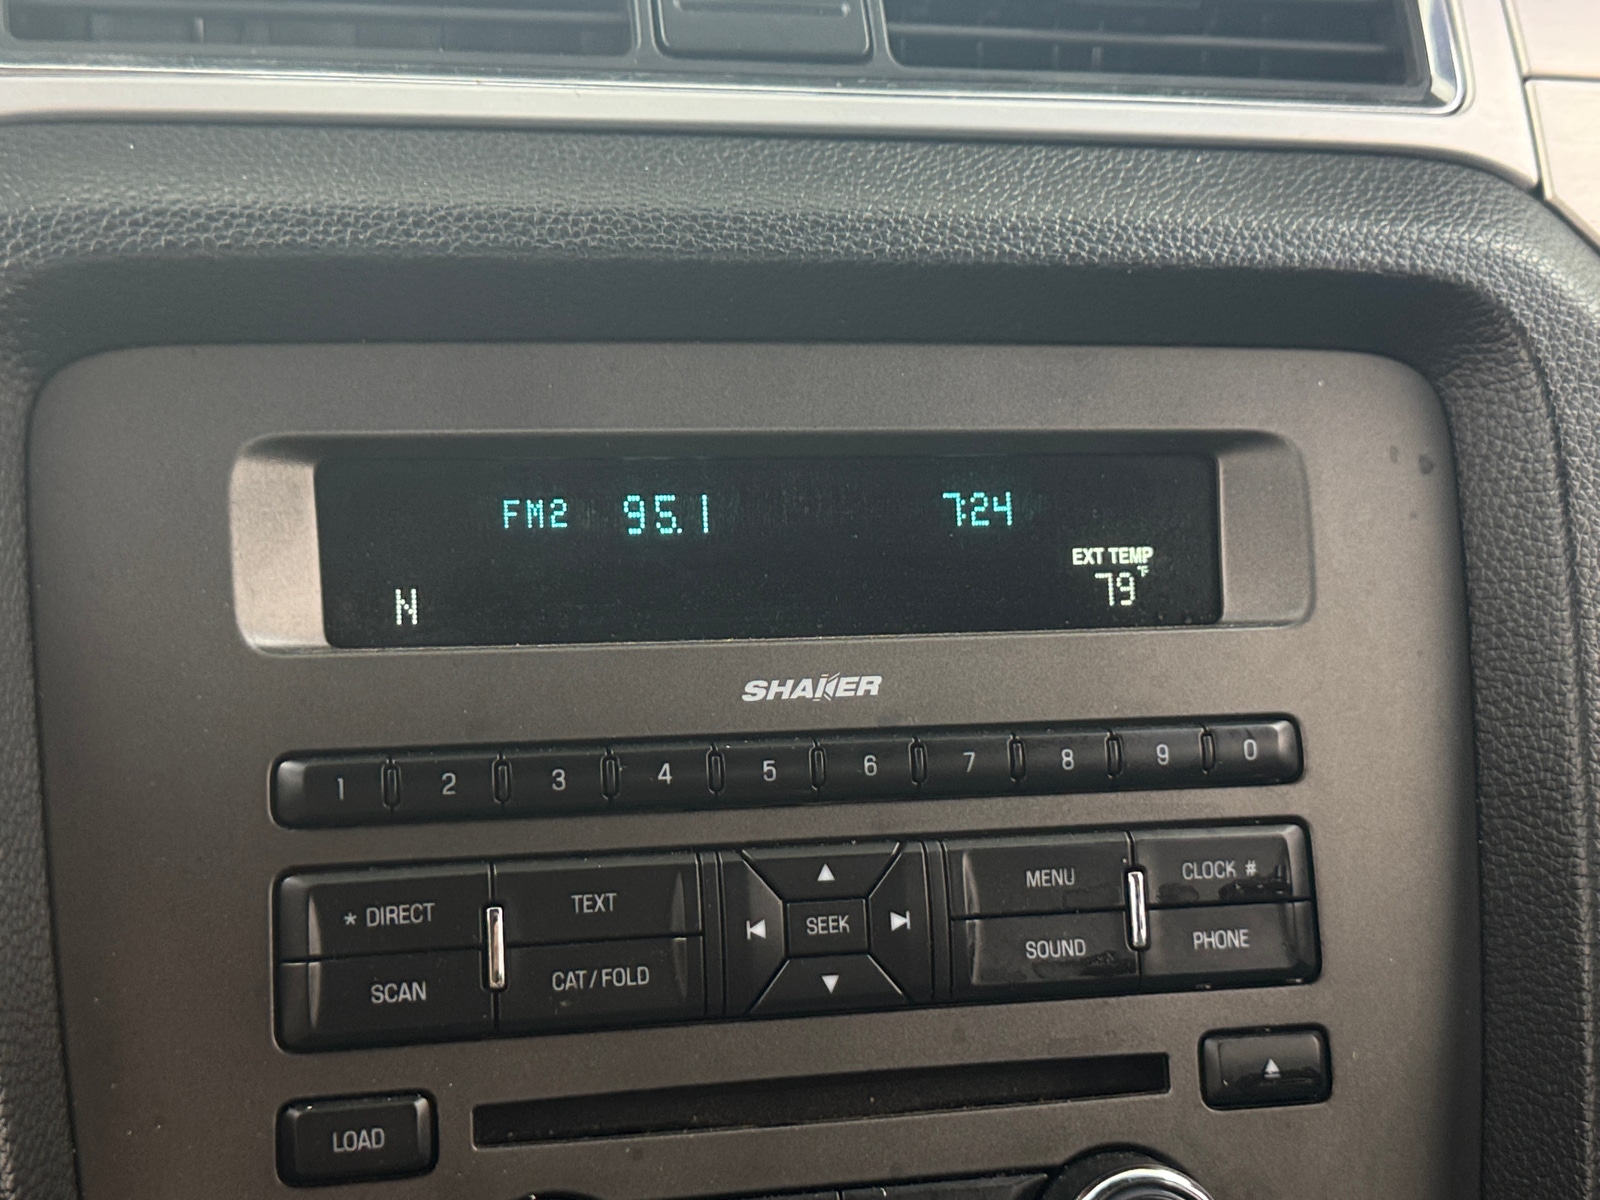 FM2 95.1 7:24
EXT TEMP
N 79°F
SHAKER
1 2 3 4 5 6 7 8 9 0
* DIRECT TEXT MENU CLOCK #
SEEK
SCAN CAT/FOLD SOUND PHONE
LOAD